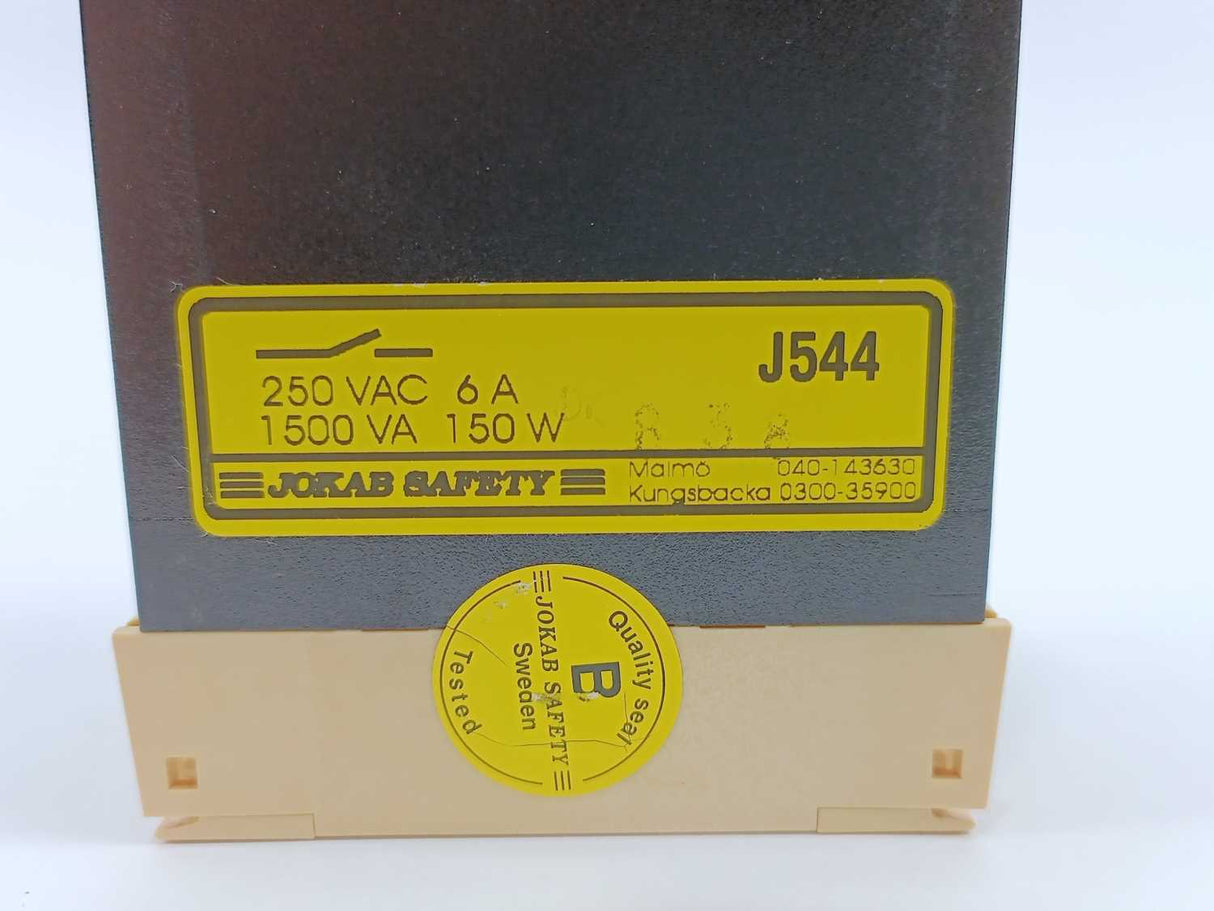 J544
250 VAC 6 A
1500 VA 150 W
R 3 A
JOKAB SAFETY
Malmö 040-143630
Kungsbacka 0300-35900
Quality seal
B
JOKAB SAFETY
Sweden
Tested